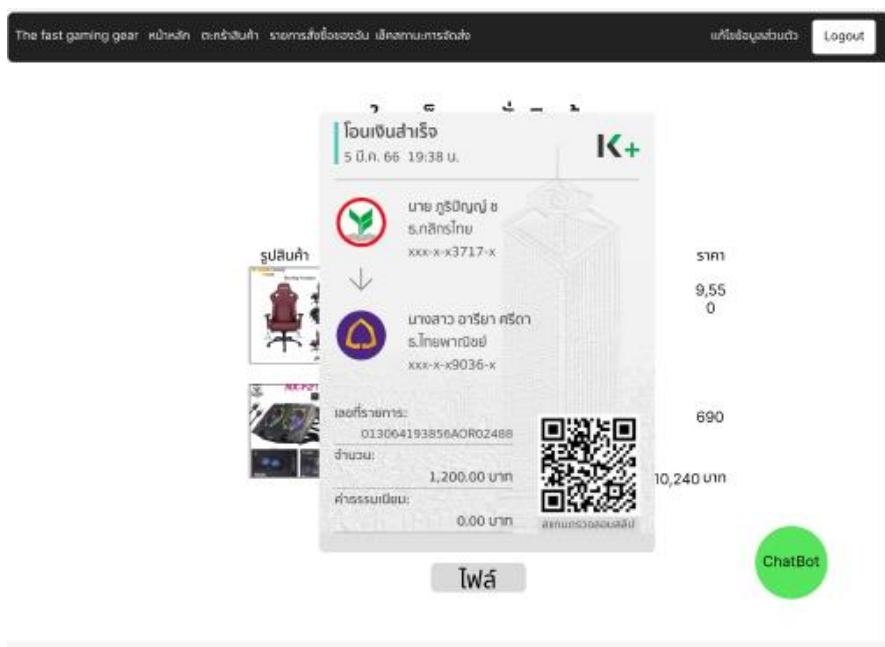 The fast gaming gear หน้าหลัก ตะกร้าสินค้า รายการสั่งซื้อของฉัน เช็คสถานะการจัดส่ง แก้ไขข้อมูลส่วนตัว Logout
โอนเงินสำเร็จ
5 มี.ค. 66 19:38 น.
K+
นาย ภูริปัญญ์ ช
ธ.กสิกรไทย
xxx-x-x3717-x
รูปสินค้า
ราคา
9,55
0
นางสาว อารียา ศรีดา
ธ.ไทยพาณิชย์
xxx-x-x9036-x
690
เลขที่รายการ:
013064193856AOR02488
จำนวน:
1,200.00 บาท
10,240 บาท
ค่าธรรมเนียม:
0.00 บาท
สแกนตรวจสอบสลิป
ChatBot
ไฟล์